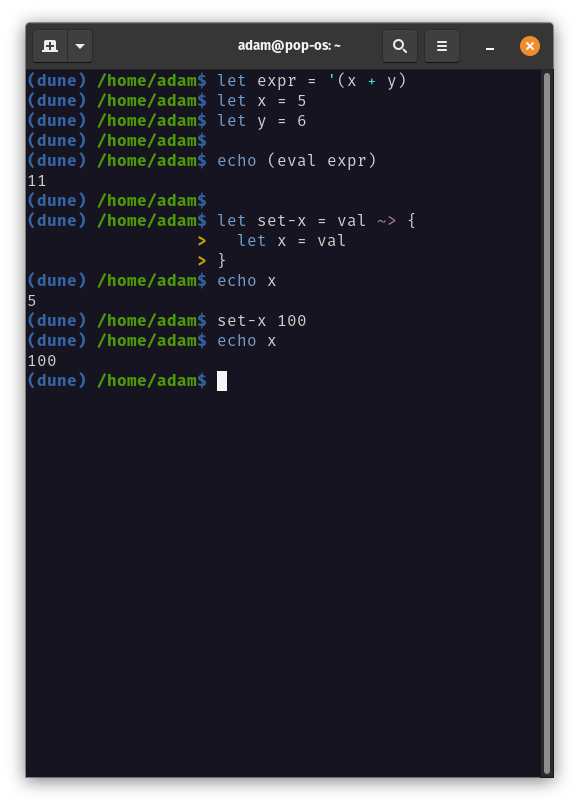 adam@pop-os: ~
(dune) /home/adam$ let expr = '(x + y)
(dune) /home/adam$ let x = 5
(dune) /home/adam$ let y = 6
(dune) /home/adam$
(dune) /home/adam$ echo (eval expr)
11
(dune) /home/adam$
(dune) /home/adam$ let set-x = val ~> {
                 >   let x = val
                 > }
(dune) /home/adam$ echo x
5
(dune) /home/adam$ set-x 100
(dune) /home/adam$ echo x
100
(dune) /home/adam$